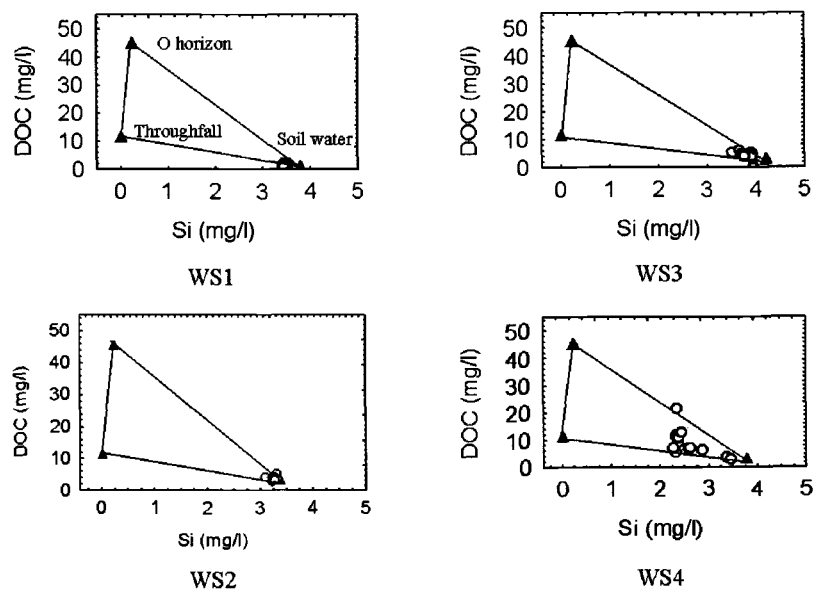 DOC (mg/l)
50
40
30
20
10
0
O horizon
Throughfall
Soil water
0 1 2 3 4 5
Si (mg/l)
WS1
DOC (mg/l)
50
40
30
20
10
0
0 1 2 3 4 5
Si (mg/l)
WS3
DOC (mg/l)
50
40
30
20
10
0
0 1 2 3 4 5
Si (mg/l)
WS2
DOC (mg/l)
50
40
30
20
10
0
0 1 2 3 4 5
Si (mg/l)
WS4